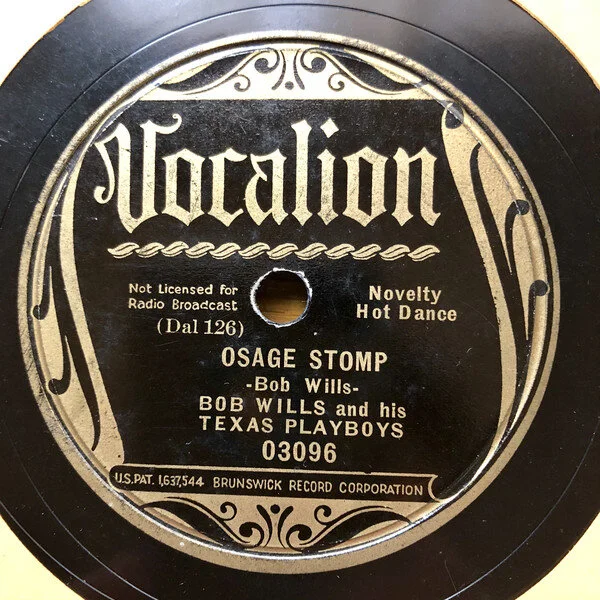 Vocalion
Not Licensed for
Radio Broadcast
(Dal 126)
Novelty
Hot Dance
OSAGE STOMP
-Bob Wills-
BOB WILLS and his
TEXAS PLAYBOYS
03096
U.S.PAT. 1,637,544 BRUNSWICK RECORD CORPORATION